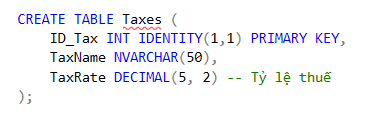 CREATE TABLE Taxes (
    ID_Tax INT IDENTITY(1,1) PRIMARY KEY,
    TaxName NVARCHAR(50),
    TaxRate DECIMAL(5, 2) -- Tỷ lệ thuế
);